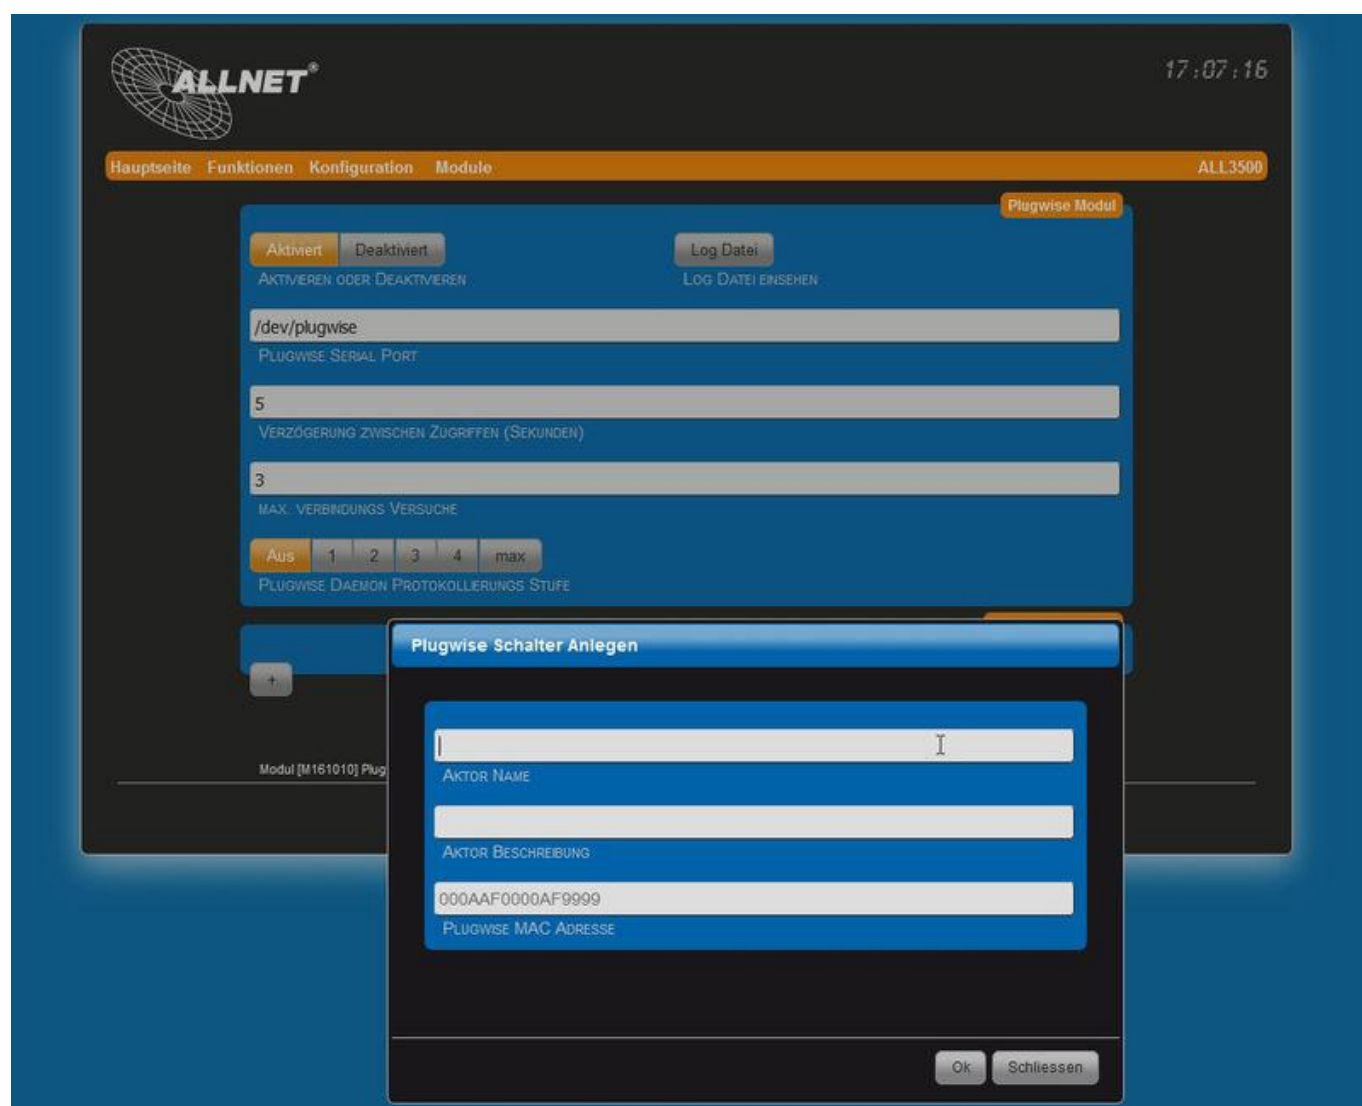 ALLNET®
17:07:16
Hauptseite Funktionen Konfiguration Module ALL3500
Plugwise Modul
Aktiviert Deaktiviert Log Datei
Aktivieren oder Deaktivieren Log Datei einsehen
/dev/plugwise
Plugwise Serial Port
5
Verzögerung zwischen Zugriffen (Sekunden)
3
max. verbindungs Versuche
Aus 1 2 3 4 max
Plugwise Daemon Protokollierungs Stufe
Plugwise Schalter Anlegen
+
Aktor Name
Modul [M161010] Plug
Aktor Beschreibung
000AAF0000AF9999
Plugwise MAC Adresse
Ok Schliessen